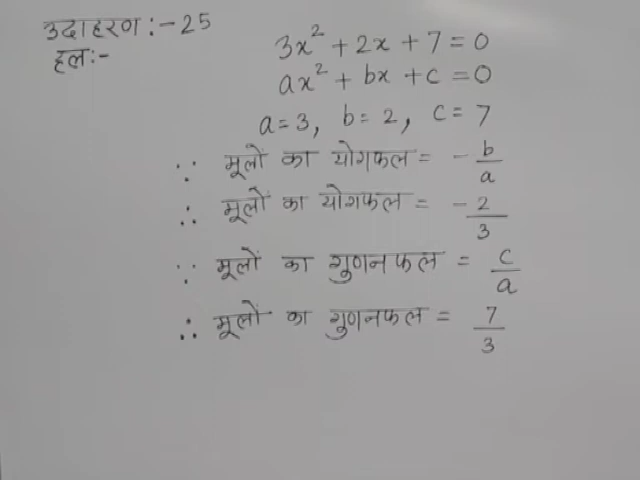 उदाहरण:-25
हल:-
3x² + 2x + 7 = 0
ax² + bx + c = 0
a = 3, b = 2, c = 7
∵ मूलों का योगफल = - b/a
∴ मूलों का योगफल = - 2/3
∵ मूलों का गुणनफल = c/a
∴ मूलों का गुणनफल = 7/3